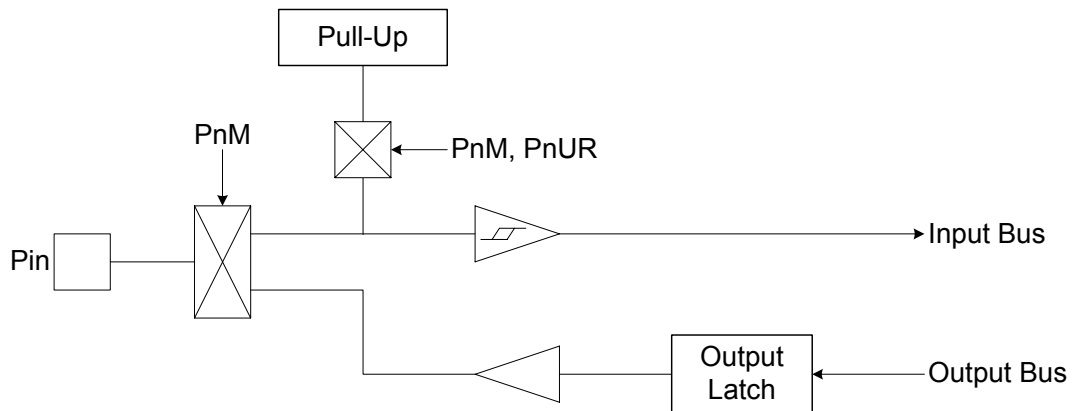 Pull-Up
PnM
PnM, PnUR
Pin
Input Bus
Output
Latch
Output Bus